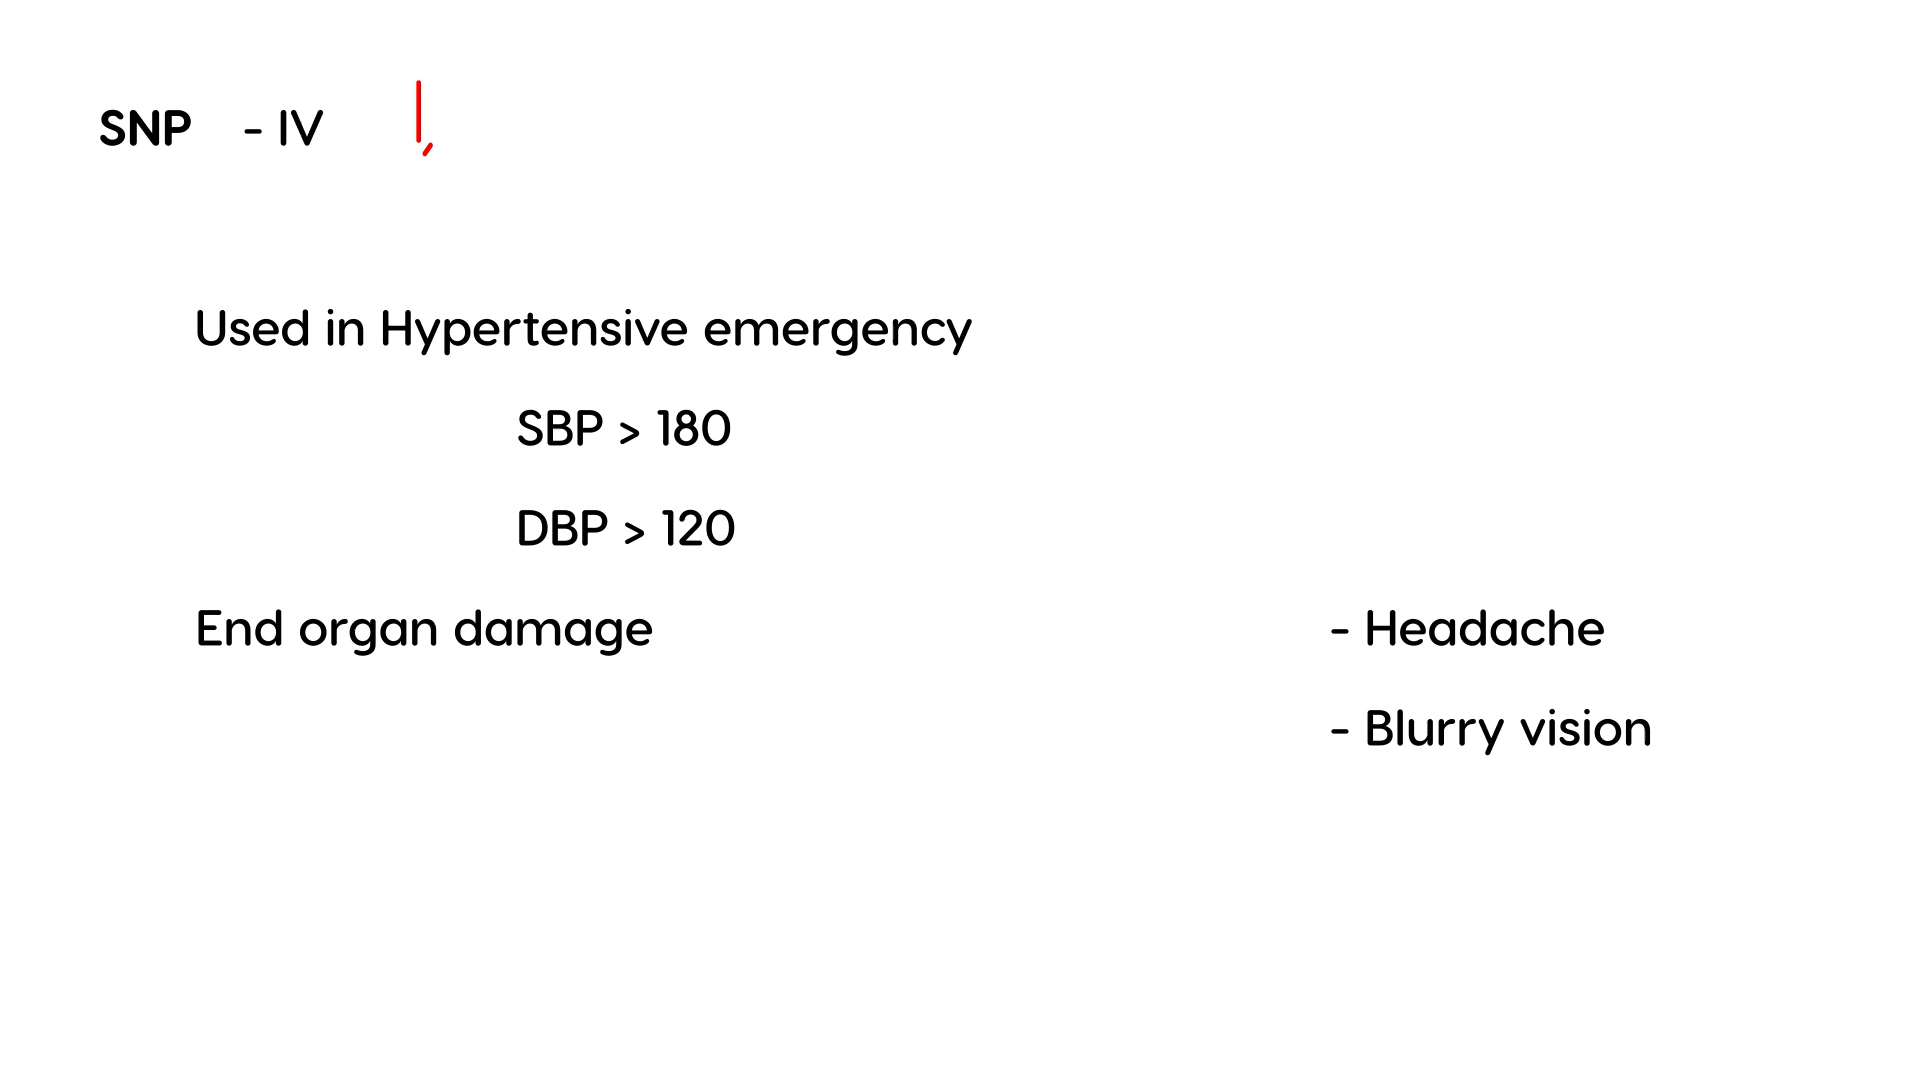 SNP - IV
Used in Hypertensive emergency
SBP > 180
DBP > 120
End organ damage - Headache
- Blurry vision